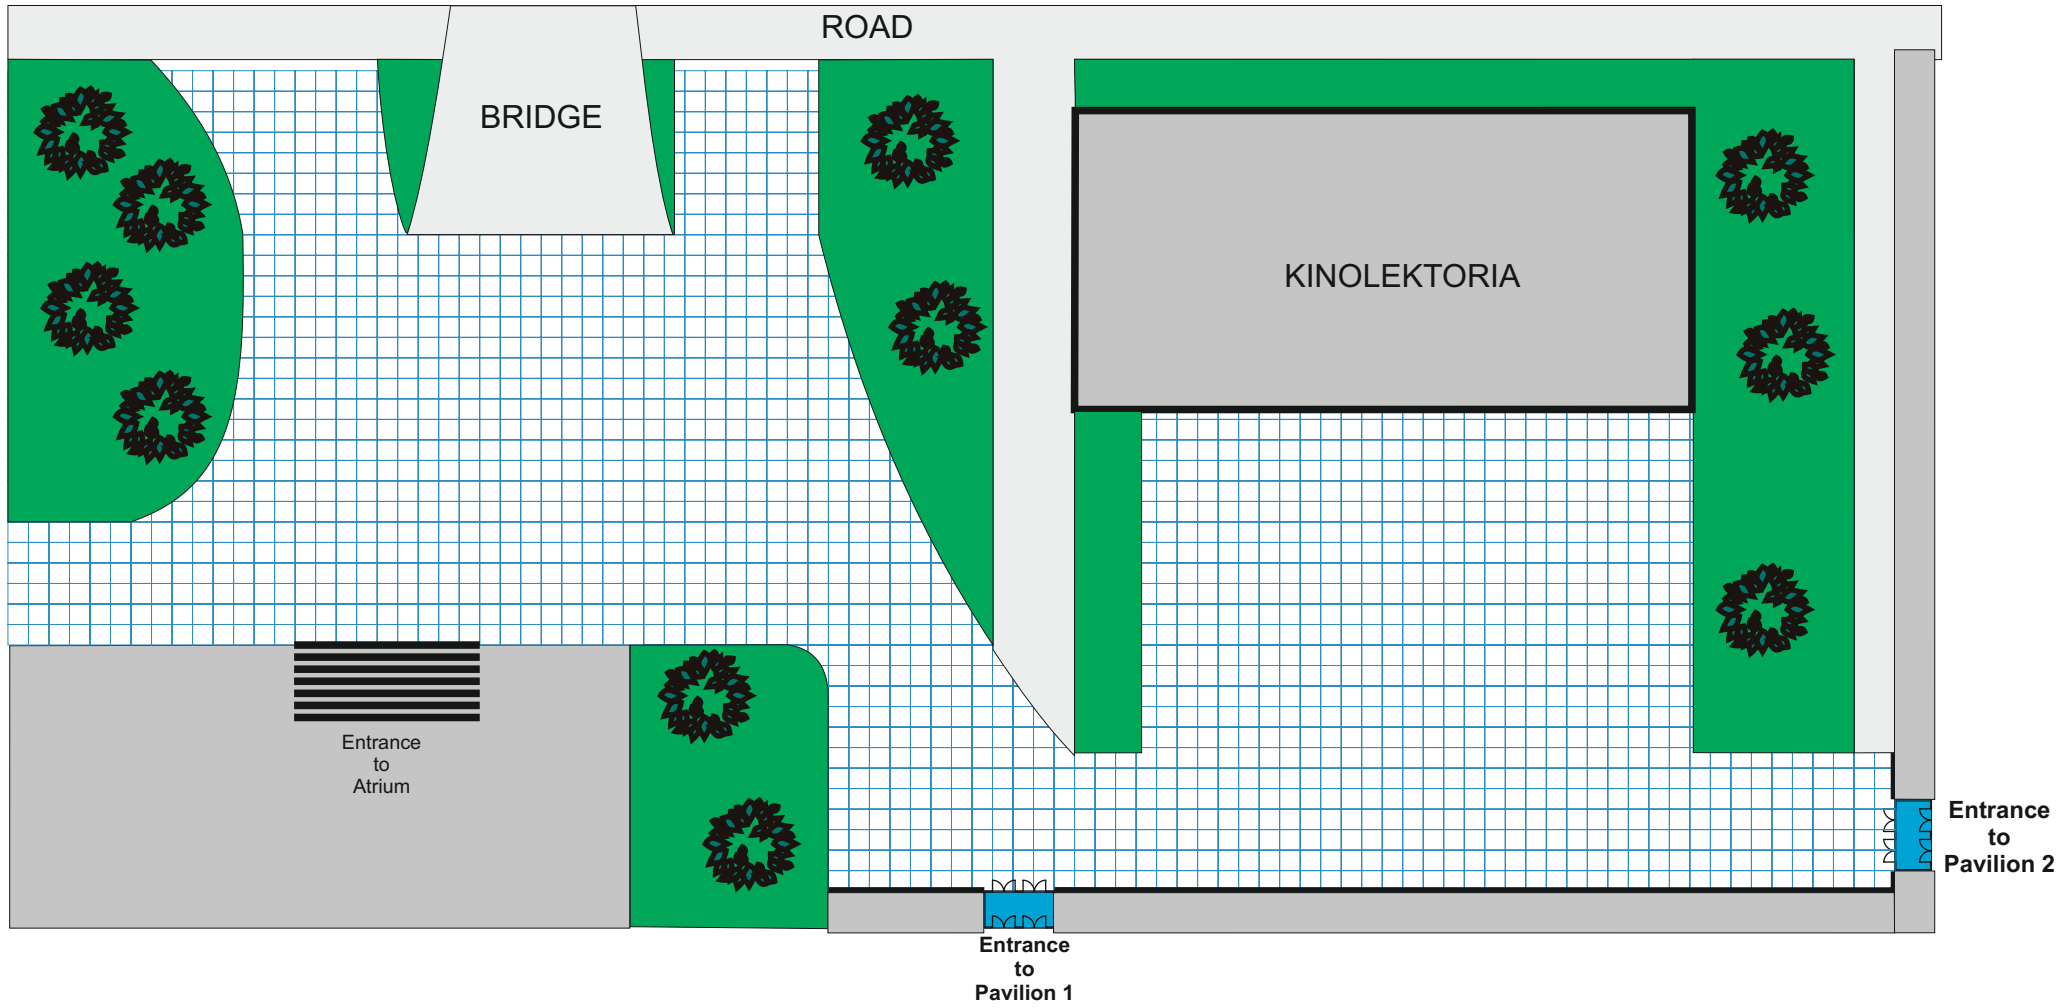 ROAD
BRIDGE
KINOLEKTORIA
Entrance
to
Atrium
Entrance
to
Pavilion 2
Entrance
to
Pavilion 1